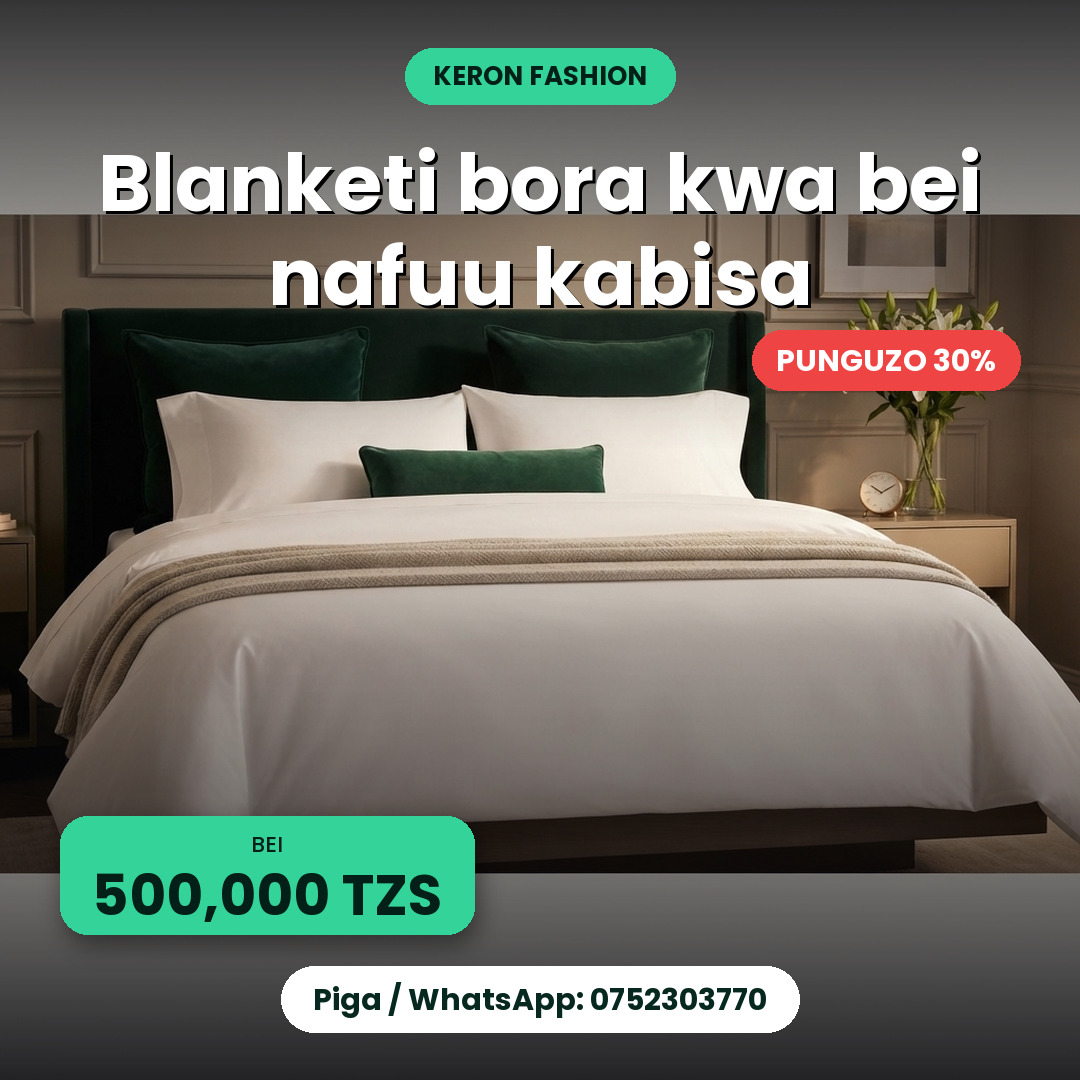 KERON FASHION
Blanketi bora kwa bei
nafuu kabisa
PUNGUZO 30%
BEI
500,000 TZS
Piga / WhatsApp: 0752303770